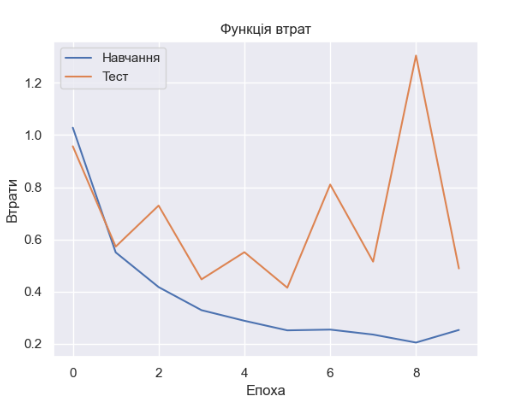 Функція втрат
Навчання
Тест
Втрати
1.2
1.0
0.8
0.6
0.4
0.2
0 2 4 6 8
Епоха